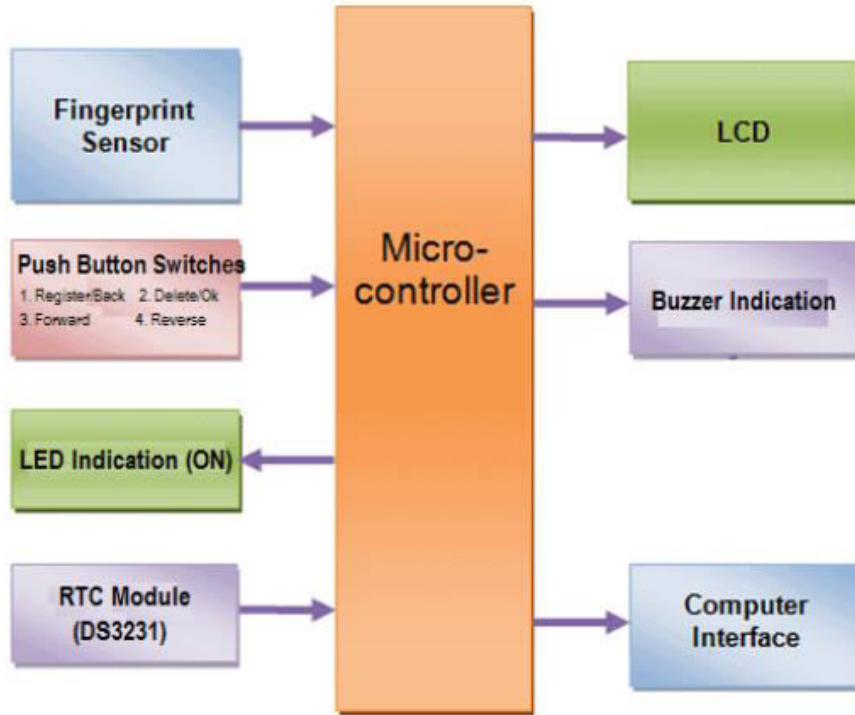 Fingerprint
Sensor
Push Button Switches
1. Register/Back 2. Delete/Ok
3. Forward 4. Reverse
LED Indication (ON)
RTC Module
(DS3231)
Micro-
controller
LCD
Buzzer Indication
Computer
Interface